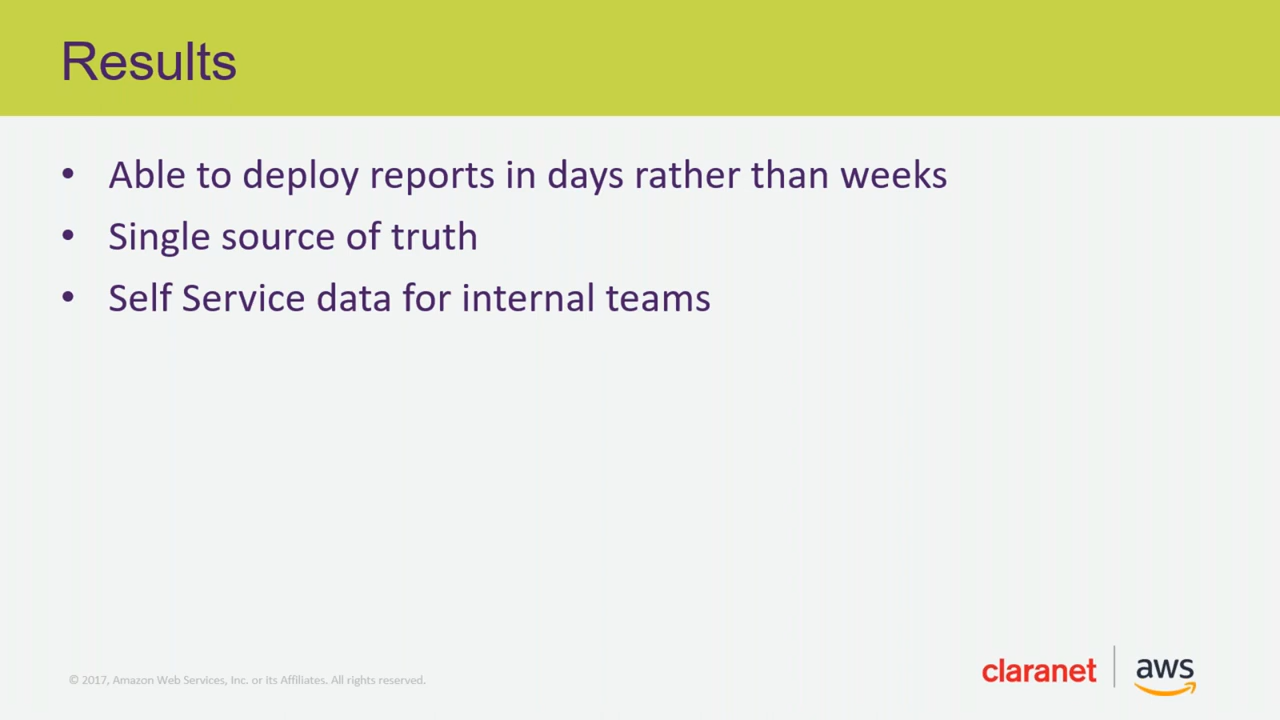 Results
• Able to deploy reports in days rather than weeks
• Single source of truth
• Self Service data for internal teams
© 2017, Amazon Web Services, Inc. or its Affiliates. All rights reserved.
claranet | aws